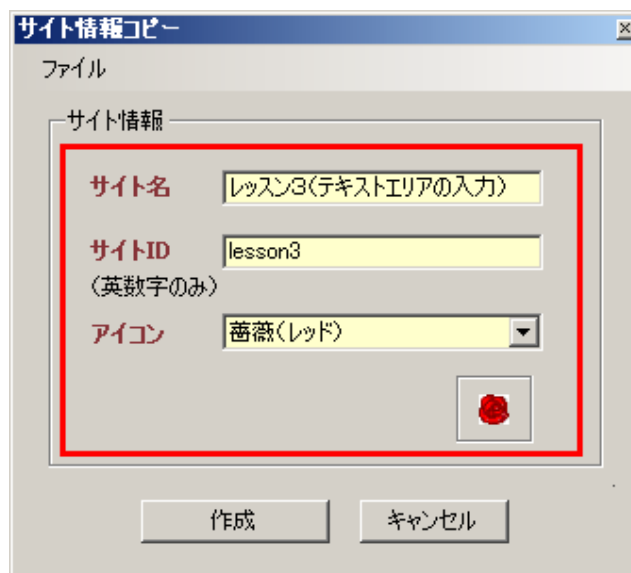 サイト情報コピー
ファイル
サイト情報
サイト名 レッスン3(テキストエリアの入力)
サイトID lesson3
(英数字のみ)
アイコン 薔薇(レッド)
作成 キャンセル